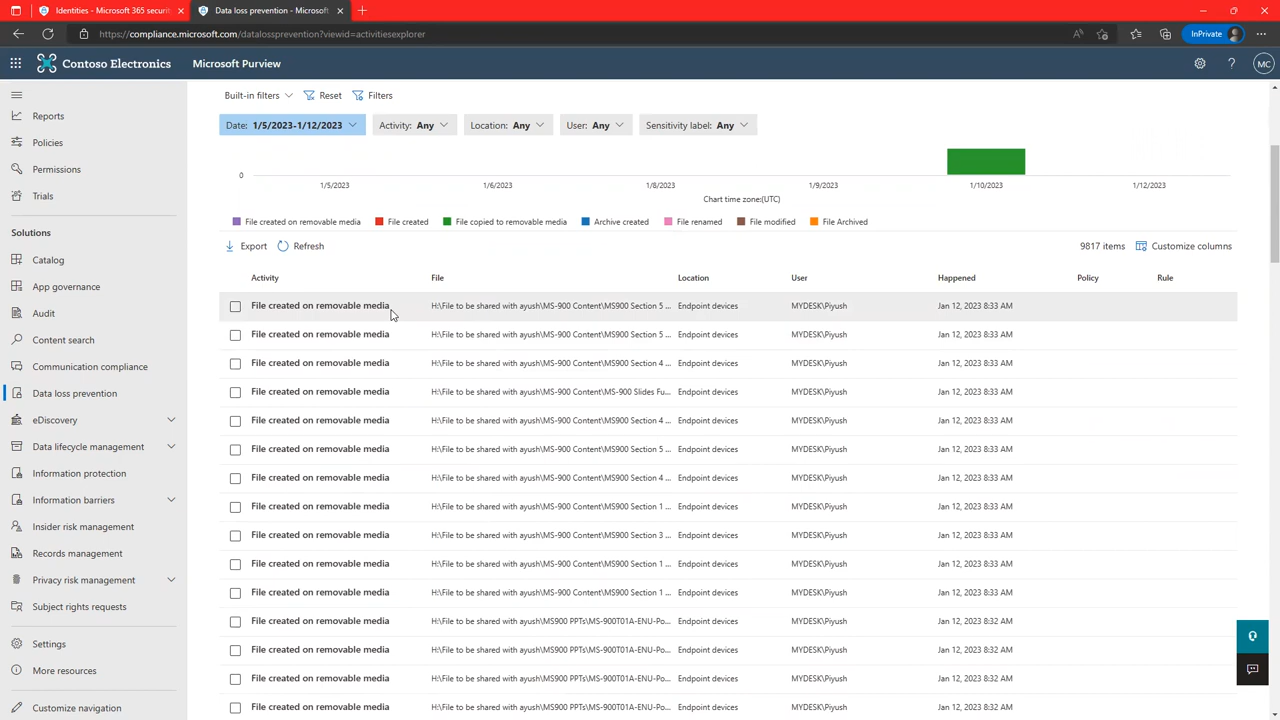 Identities - Microsoft 365 securi
Data loss prevention - Microsoft
https://compliance.microsoft.com/datalossprevention?viewid=activitiesexplorer
InPrivate
Contoso Electronics
Microsoft Purview
MC
Reports
Policies
Permissions
Trials
Solutions
Catalog
App governance
Audit
Content search
Communication compliance
Data loss prevention
eDiscovery
Data lifecycle management
Information protection
Information barriers
Insider risk management
Records management
Privacy risk management
Subject rights requests
Settings
More resources
Customize navigation
Built-in filters Reset Filters
Date: 1/5/2023-1/12/2023 Activity: Any Location: Any User: Any Sensitivity label: Any
0
1/5/2023 1/6/2023 1/8/2023 1/9/2023 1/10/2023 1/12/2023
Chart time zone:(UTC)
File created on removable media File created File copied to removable media Archive created File renamed File modified File Archived
Export Refresh 9817 items Customize columns
Activity File Location User Happened Policy Rule
File created on removable media H:\File to be shared with ayush\MS-900 Content\MS900 Section 5 ... Endpoint devices MYDESK\Piyush Jan 12, 2023 8:33 AM
File created on removable media H:\File to be shared with ayush\MS-900 Content\MS900 Section 5 ... Endpoint devices MYDESK\Piyush Jan 12, 2023 8:33 AM
File created on removable media H:\File to be shared with ayush\MS-900 Content\MS900 Section 4 ... Endpoint devices MYDESK\Piyush Jan 12, 2023 8:33 AM
File created on removable media H:\File to be shared with ayush\MS-900 Content\MS-900 Slides Fu... Endpoint devices MYDESK\Piyush Jan 12, 2023 8:33 AM
File created on removable media H:\File to be shared with ayush\MS-900 Content\MS900 Section 4 ... Endpoint devices MYDESK\Piyush Jan 12, 2023 8:33 AM
File created on removable media H:\File to be shared with ayush\MS-900 Content\MS900 Section 5 ... Endpoint devices MYDESK\Piyush Jan 12, 2023 8:33 AM
File created on removable media H:\File to be shared with ayush\MS-900 Content\MS900 Section 4 ... Endpoint devices MYDESK\Piyush Jan 12, 2023 8:33 AM
File created on removable media H:\File to be shared with ayush\MS-900 Content\MS900 Section 1 ... Endpoint devices MYDESK\Piyush Jan 12, 2023 8:33 AM
File created on removable media H:\File to be shared with ayush\MS-900 Content\MS900 Section 3 ... Endpoint devices MYDESK\Piyush Jan 12, 2023 8:33 AM
File created on removable media H:\File to be shared with ayush\MS-900 Content\MS900 Section 1 ... Endpoint devices MYDESK\Piyush Jan 12, 2023 8:33 AM
File created on removable media H:\File to be shared with ayush\MS-900 Content\MS900 Section 1 ... Endpoint devices MYDESK\Piyush Jan 12, 2023 8:33 AM
File created on removable media H:\File to be shared with ayush\MS900 PPTs\MS-900T01A-ENU-Po... Endpoint devices MYDESK\Piyush Jan 12, 2023 8:32 AM
File created on removable media H:\File to be shared with ayush\MS900 PPTs\MS-900T01A-ENU-Po... Endpoint devices MYDESK\Piyush Jan 12, 2023 8:32 AM
File created on removable media H:\File to be shared with ayush\MS900 PPTs\MS-900T01A-ENU-Po... Endpoint devices MYDESK\Piyush Jan 12, 2023 8:32 AM
File created on removable media H:\File to be shared with ayush\MS900 PPTs\MS-900T01A-ENU-Po... Endpoint devices MYDESK\Piyush Jan 12, 2023 8:32 AM